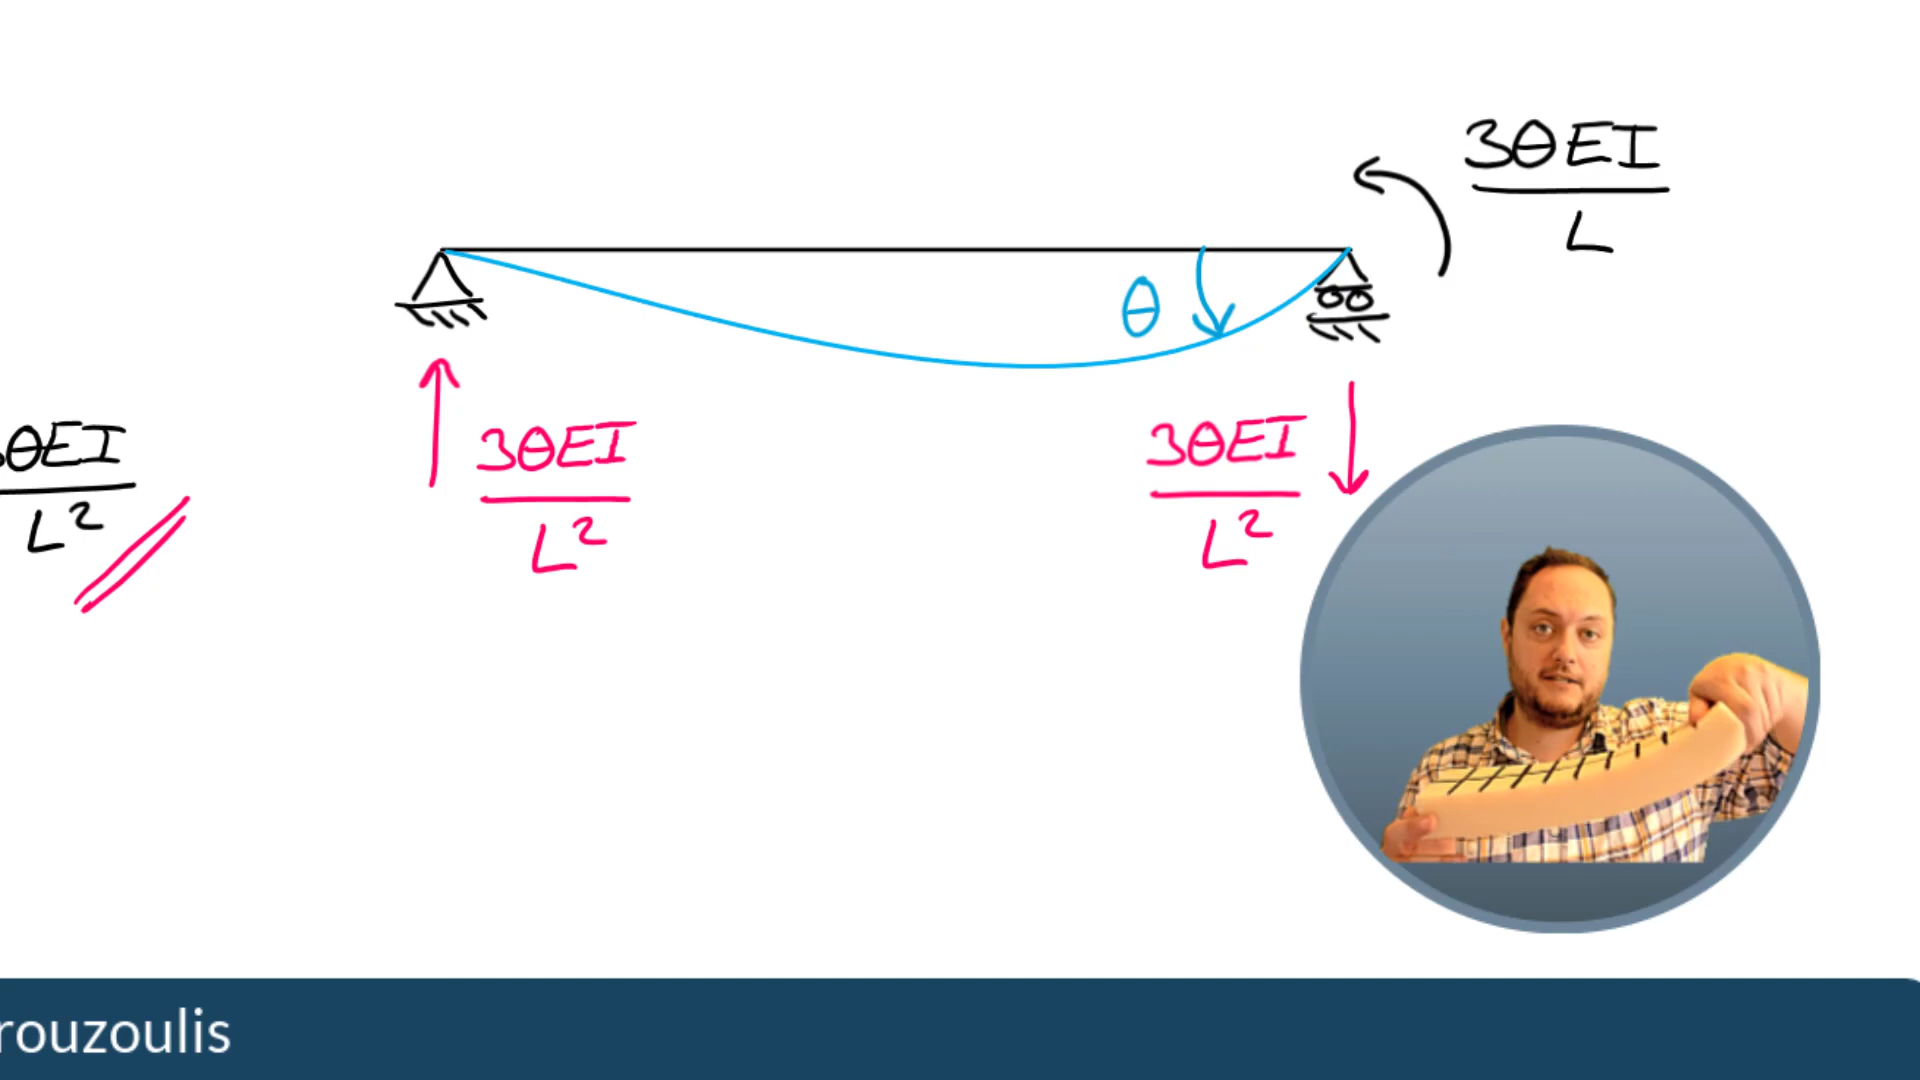 3θEI
L
θ
θEI
L²
3θEI
L²
3θEI
L²
rouzoulis